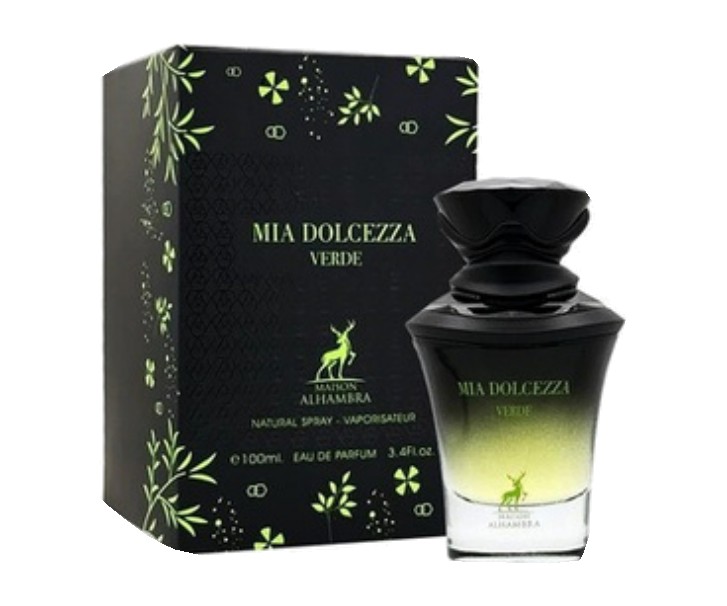 MIA DOLCEZZA
VERDE
MAISON
ALHAMBRA
NATURAL SPRAY - VAPORISATEUR
℮100ml. EAU DE PARFUM 3.4Fl.oz.
MIA DOLCEZZA
VERDE
MAISON
ALHAMBRA